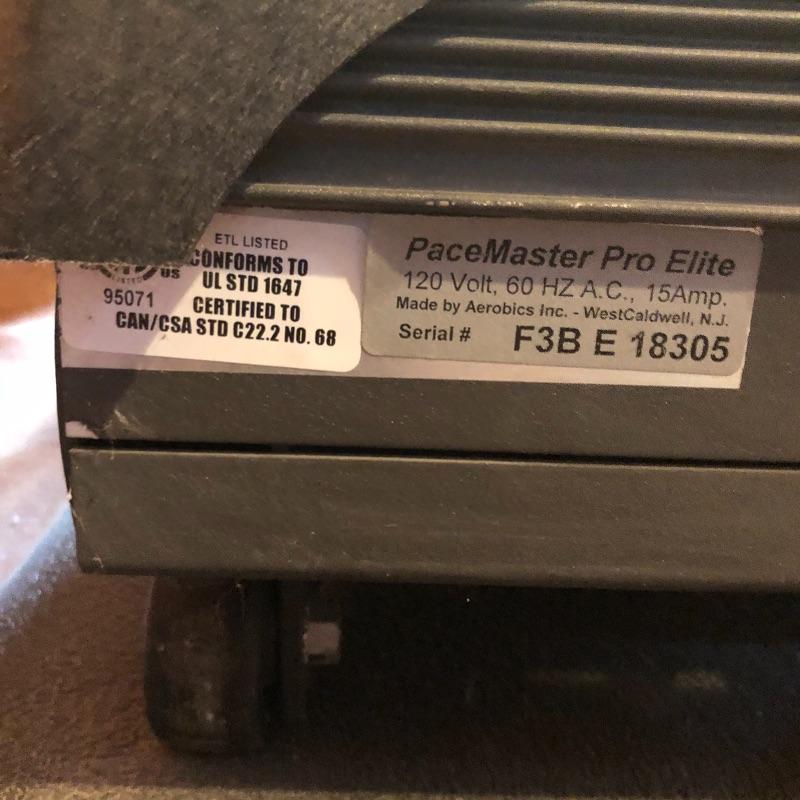 ETL LISTED
CONFORMS TO
UL STD 1647
US
95071
CERTIFIED TO
CAN/CSA STD C22.2 NO. 68
PaceMaster Pro Elite
120 Volt, 60 HZ A.C., 15Amp.
Made by Aerobics Inc. - WestCaldwell, N.J.
Serial # F3B E 18305